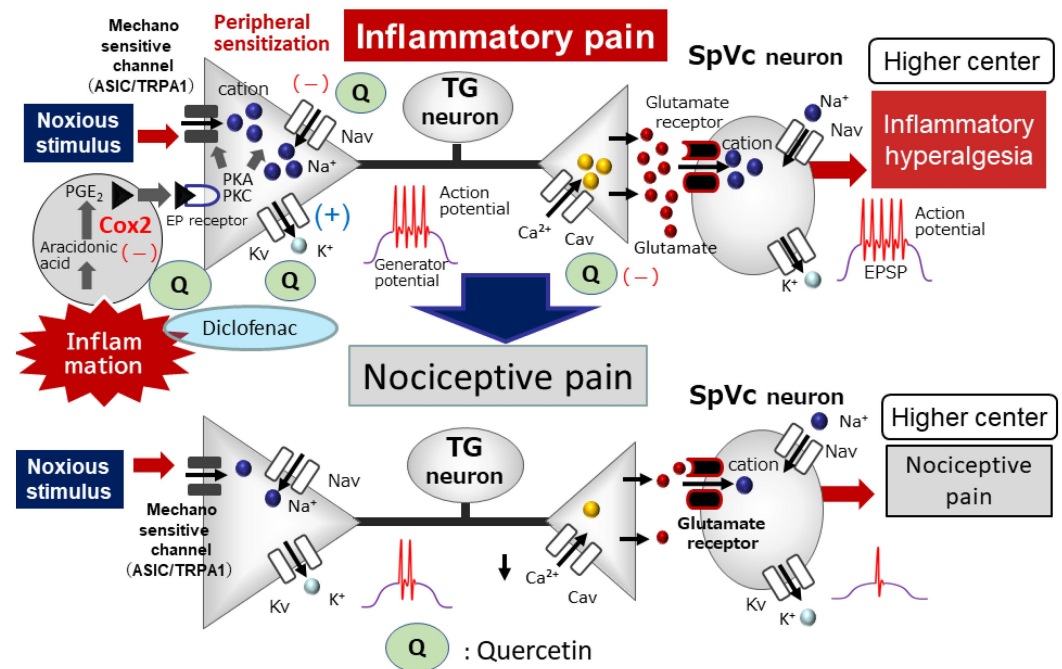 Mechano
sensitive
channel
(ASIC/TRPA1)
Peripheral
sensitization
Inflammatory pain
SpVc neuron
Higher center
Noxious
stimulus
cation
(－)
Q
Nav
Na⁺
PKA
PKC
TG
neuron
Glutamate
receptor
cation
Na⁺
Nav
Inflammatory
hyperalgesia
PGE₂
Cox2
EP receptor
Aracidonic
acid
(－)
Q
Kv
K⁺
(+)
Q
Action
potential
Generator
potential
Ca²⁺
Cav
Q
(－)
Glutamate
K⁺
Action
potential
EPSP
Inflam
mation
Diclofenac
Nociceptive pain
SpVc neuron
Higher center
Noxious
stimulus
Mechano
sensitive
channel
(ASIC/TRPA1)
Nav
Na⁺
Kv
K⁺
TG
neuron
Ca²⁺
Cav
cation
Glutamate
receptor
Na⁺
Nav
Kv
K⁺
Nociceptive
pain
Q : Quercetin